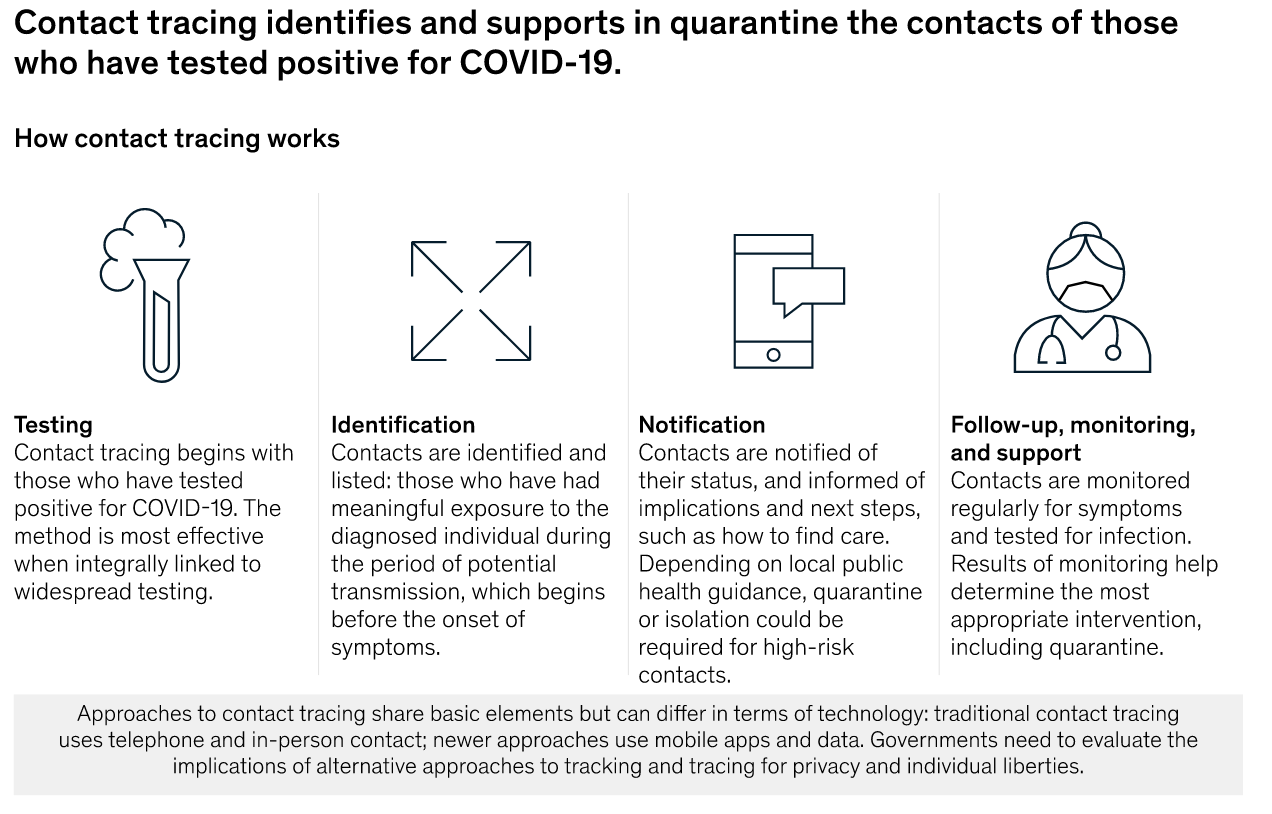 Contact tracing identifies and supports in quarantine the contacts of those
who have tested positive for COVID-19.
How contact tracing works
Testing
Contact tracing begins with
those who have tested
positive for COVID-19. The
method is most effective
when integrally linked to
widespread testing.
Identification
Contacts are identified and
listed: those who have had
meaningful exposure to the
diagnosed individual during
the period of potential
transmission, which begins
before the onset of
symptoms.
Notification
Contacts are notified of
their status, and informed of
implications and next steps,
such as how to find care.
Depending on local public
health guidance, quarantine
or isolation could be
required for high-risk
contacts.
Follow-up, monitoring,
and support
Contacts are monitored
regularly for symptoms
and tested for infection.
Results of monitoring help
determine the most
appropriate intervention,
including quarantine.
Approaches to contact tracing share basic elements but can differ in terms of technology: traditional contact tracing
uses telephone and in-person contact; newer approaches use mobile apps and data. Governments need to evaluate the
implications of alternative approaches to tracking and tracing for privacy and individual liberties.